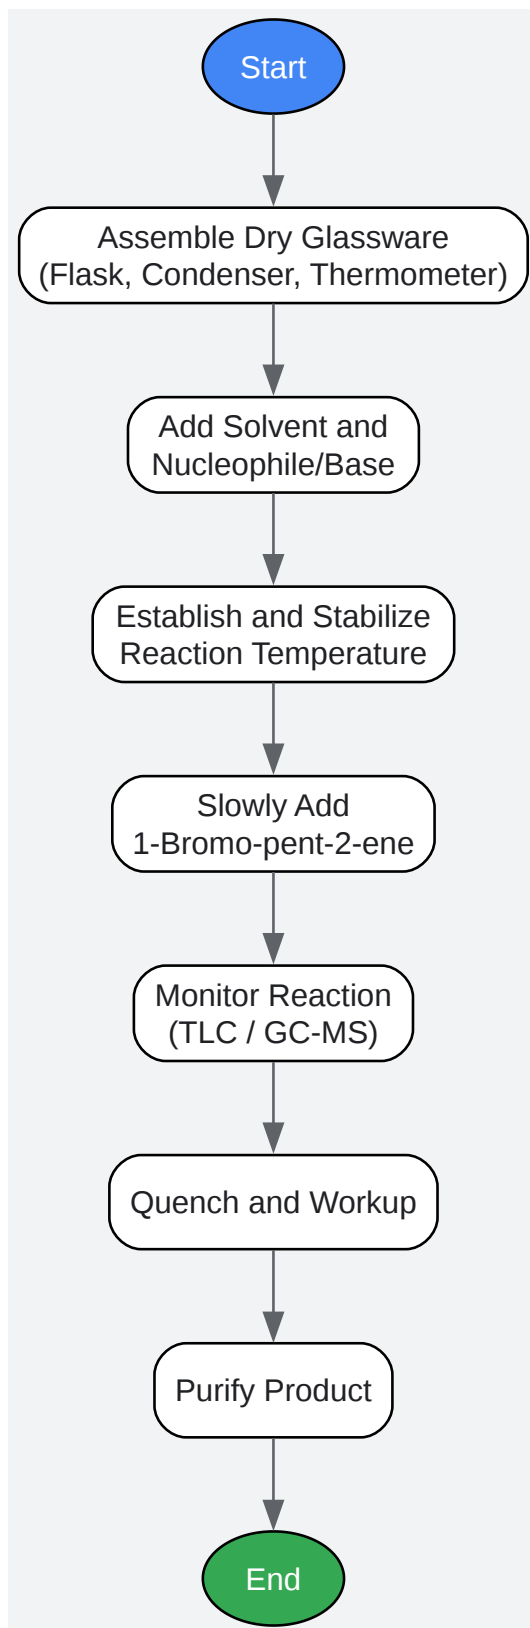 Start
Assemble Dry Glassware
(Flask, Condenser, Thermometer)
Add Solvent and
Nucleophile/Base
Establish and Stabilize
Reaction Temperature
Slowly Add
1-Bromo-pent-2-ene
Monitor Reaction
(TLC / GC-MS)
Quench and Workup
Purify Product
End